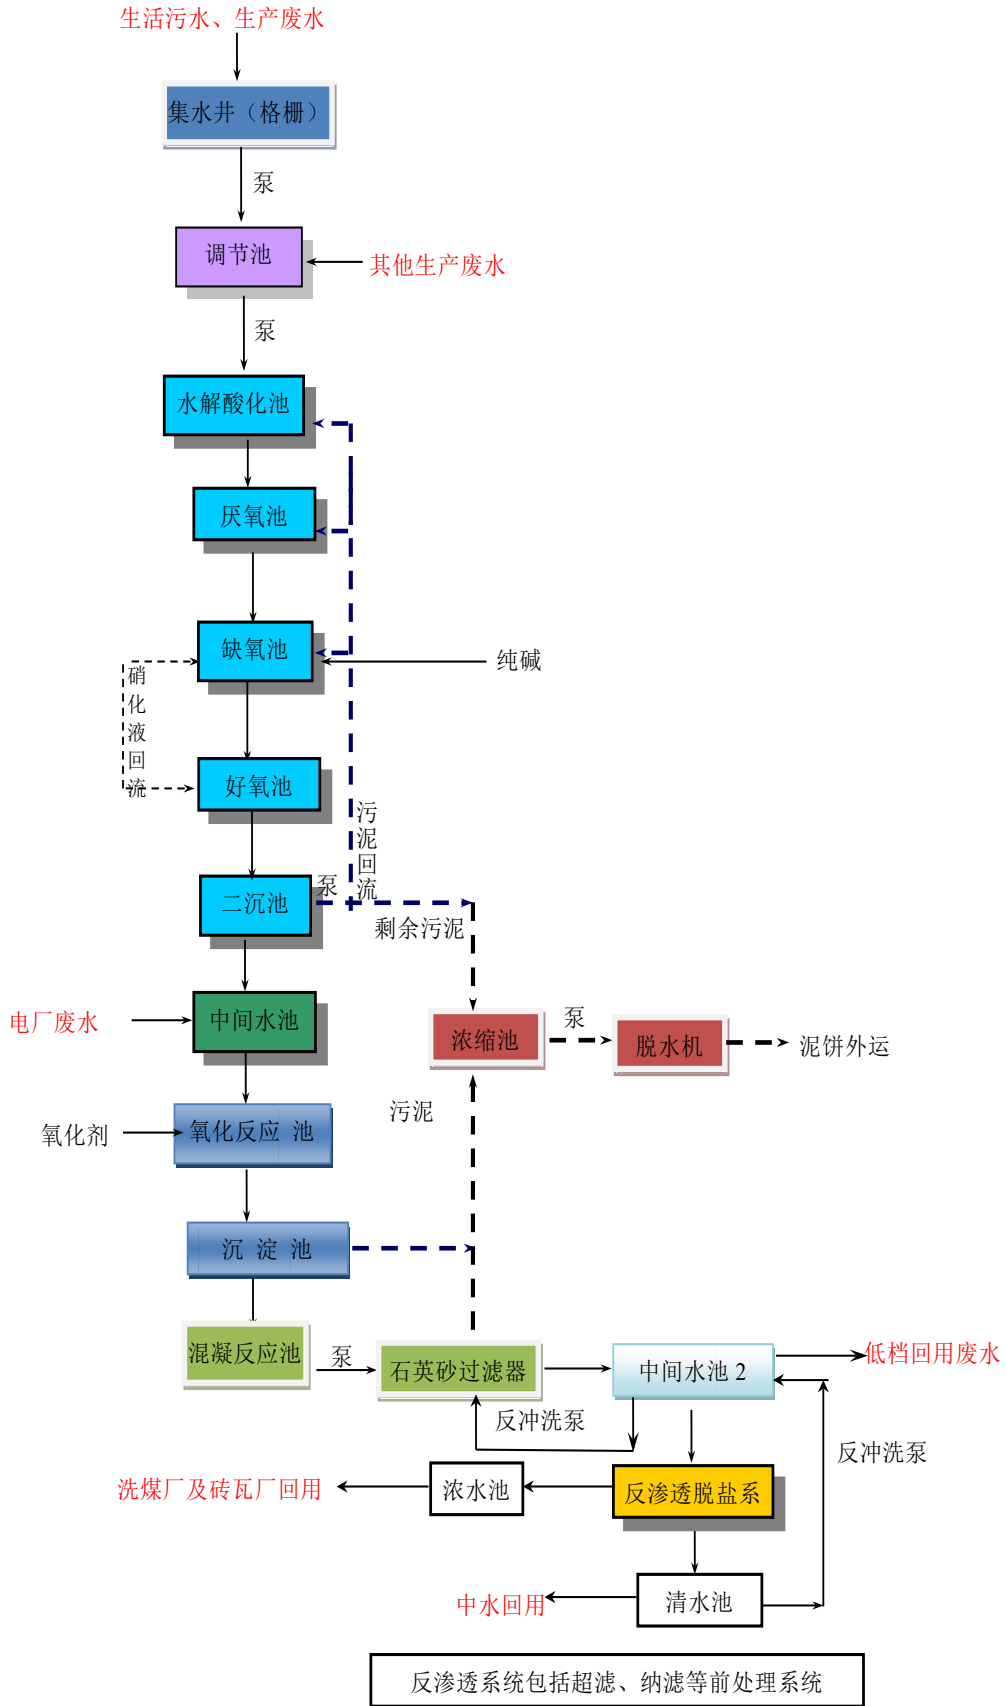 生活污水、生产废水
集水井（格栅）
泵
调节池
其他生产废水
泵
水解酸化池
厌氧池
缺氧池
纯碱
硝化液回流
好氧池
污泥回流
泵
二沉池
剩余污泥
电厂废水
中间水池
浓缩池
泵
脱水机
泥饼外运
污泥
氧化剂
氧化反应 池
沉 淀 池
混凝反应池
泵
石英砂过滤器
中间水池 2
低档回用废水
反冲洗泵
反冲洗泵
洗煤厂及砖瓦厂回用
浓水池
反渗透脱盐系
中水回用
清水池
反渗透系统包括超滤、纳滤等前处理系统